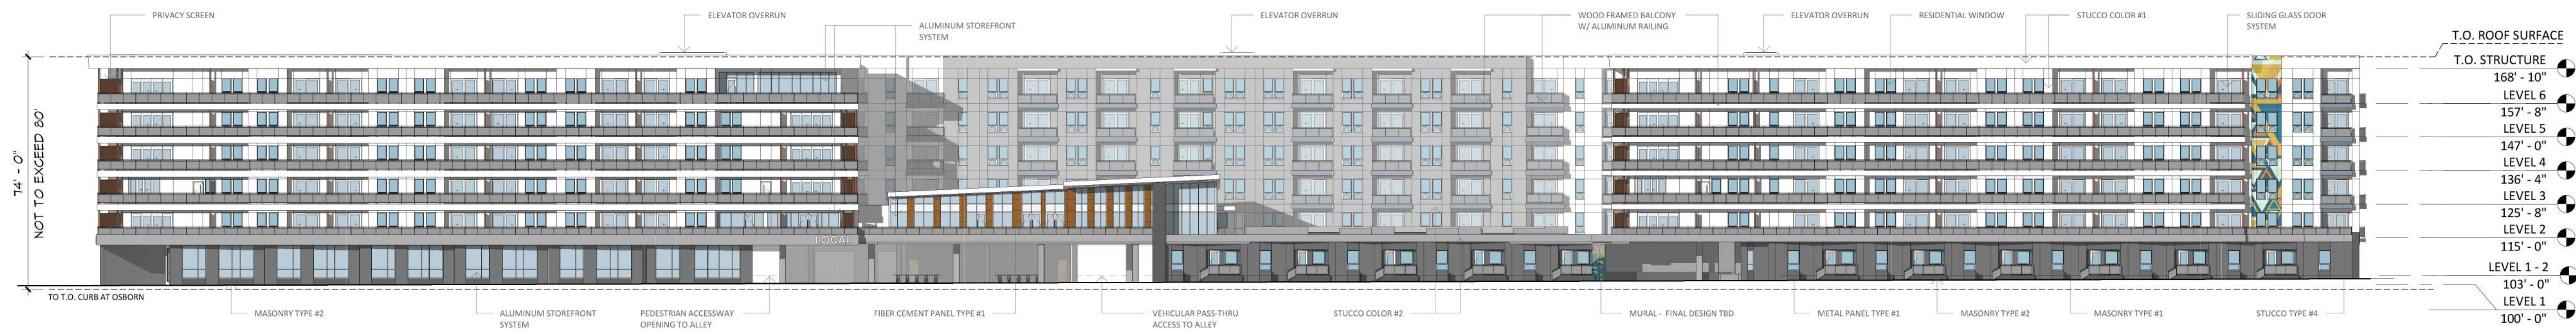 PRIVACY SCREEN
ELEVATOR OVERRUN
ALUMINUM STOREFRONT
SYSTEM
ELEVATOR OVERRUN
WOOD FRAMED BALCONY
W/ ALUMINUM RAILING
ELEVATOR OVERRUN
RESIDENTIAL WINDOW
STUCCO COLOR #1
SLIDING GLASS DOOR
SYSTEM
T.O. ROOF SURFACE
T.O. STRUCTURE
168' - 10"
LEVEL 6
157' - 8"
LEVEL 5
147' - 0"
LEVEL 4
136' - 4"
LEVEL 3
125' - 8"
LEVEL 2
115' - 0"
LEVEL 1 - 2
103' - 0"
LEVEL 1
100' - 0"
74' - 0"
NOT TO EXCEED 80'
LOCAL
TO T.O. CURB AT OSBORN
MASONRY TYPE #2
ALUMINUM STOREFRONT
SYSTEM
PEDESTRIAN ACCESSWAY
OPENING TO ALLEY
FIBER CEMENT PANEL TYPE #1
VEHICULAR PASS-THRU
ACCESS TO ALLEY
STUCCO COLOR #2
MURAL - FINAL DESIGN TBD
METAL PANEL TYPE #1
MASONRY TYPE #2
MASONRY TYPE #1
STUCCO TYPE #4